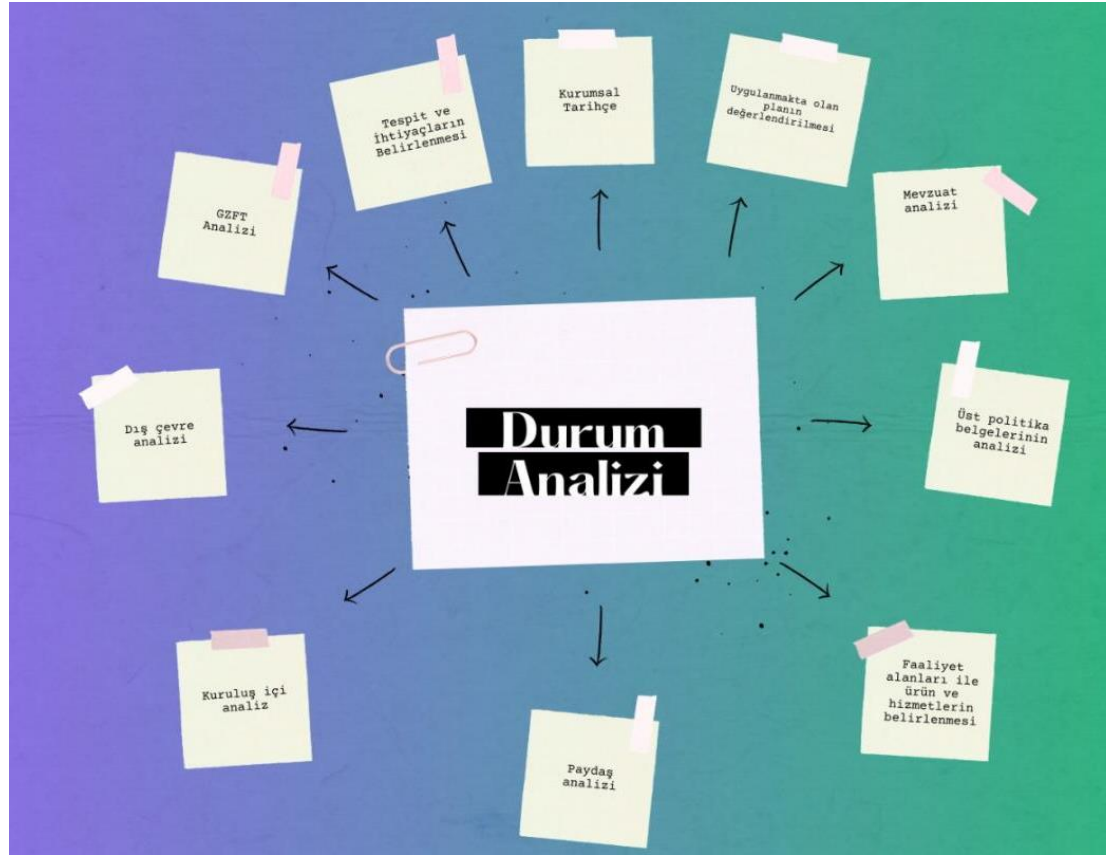 Kurumsal
Tarihçe
Uygulanmakta olan
planın
değerlendirilmesi
Mevzuat
analizi
Üst politika
belgelerinin
analizi
Faaliyet
alanları ile
ürün ve
hizmetlerin
belirlenmesi
Paydaş
analizi
Kuruluş içi
analiz
Dış çevre
analizi
GZFT
Analizi
Tespit ve
İhtiyaçların
Belirlenmesi
Durum
Analizi